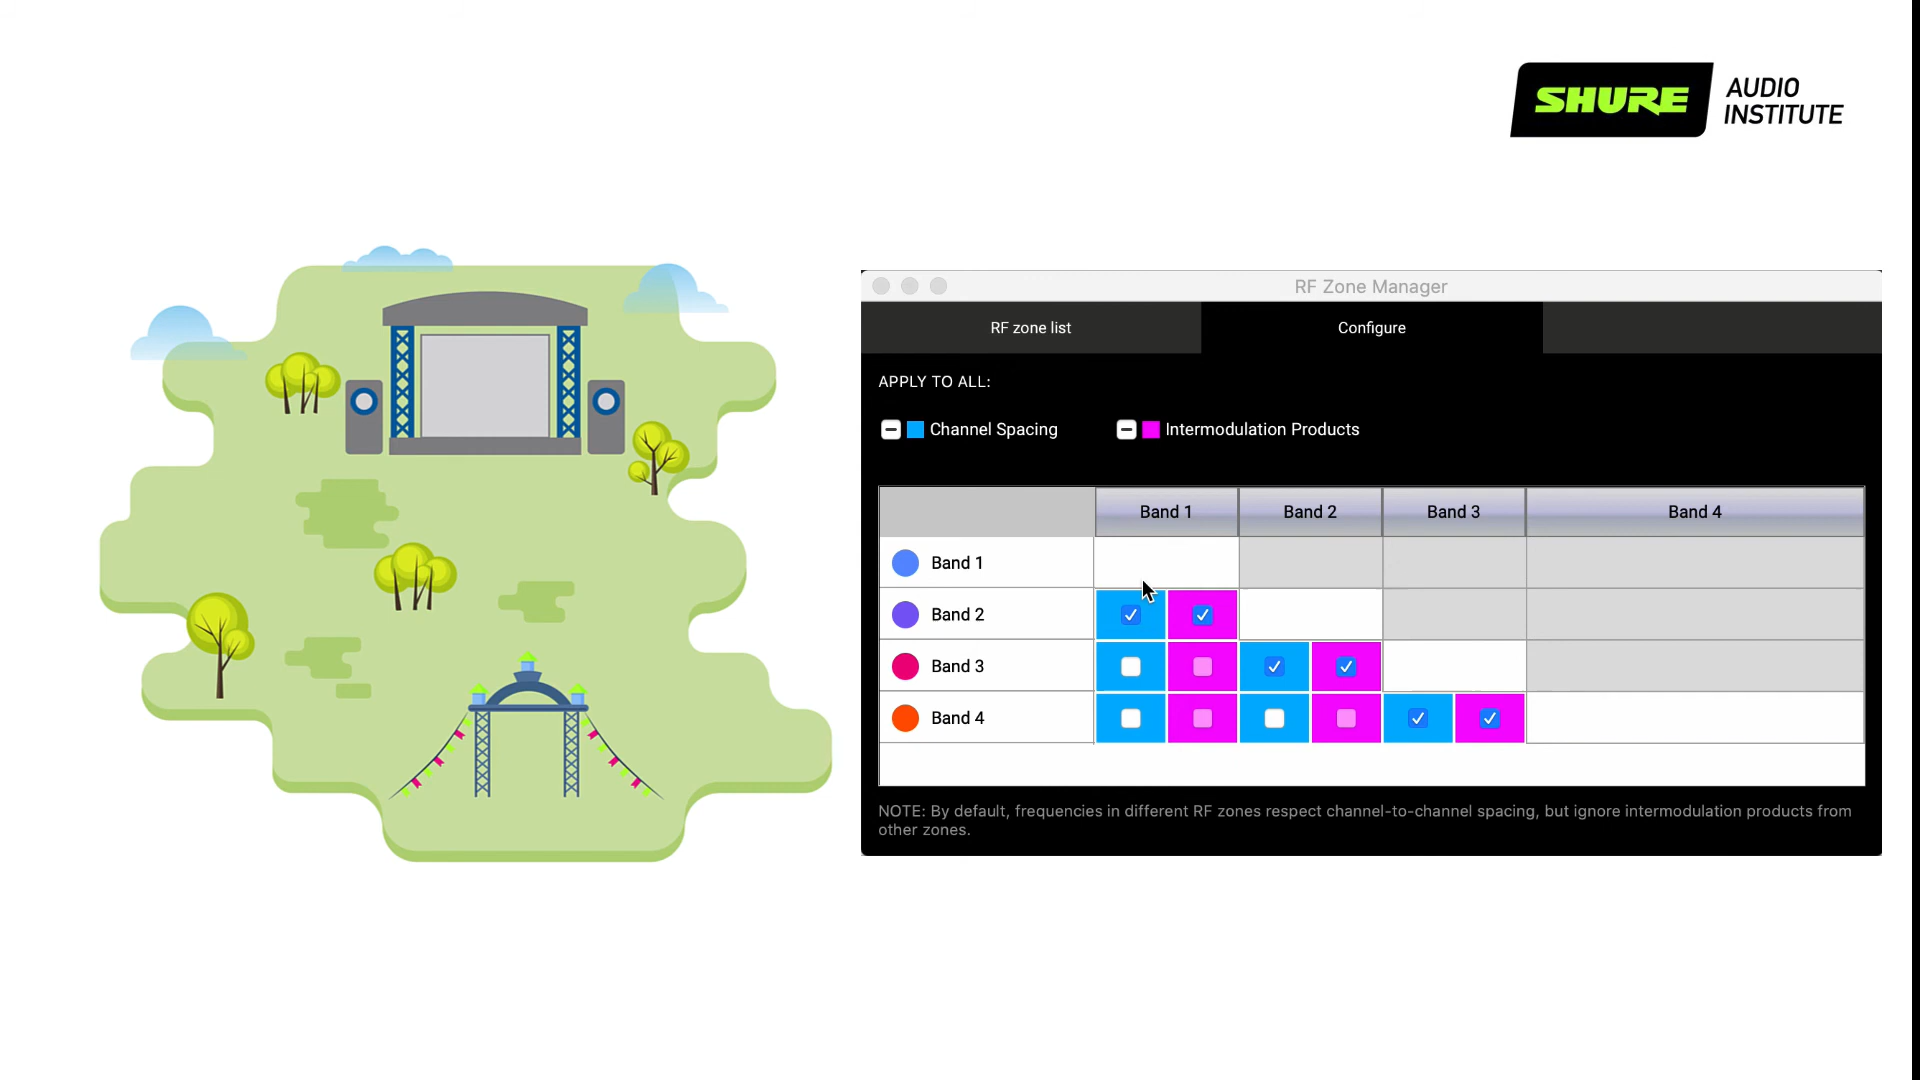 SHURE
AUDIO
INSTITUTE
RF Zone Manager
RF zone list
Configure
APPLY TO ALL:
Channel Spacing
Intermodulation Products
Band 1
Band 2
Band 3
Band 4
Band 1
Band 2
Band 3
Band 4
NOTE: By default, frequencies in different RF zones respect channel-to-channel spacing, but ignore intermodulation products from
other zones.